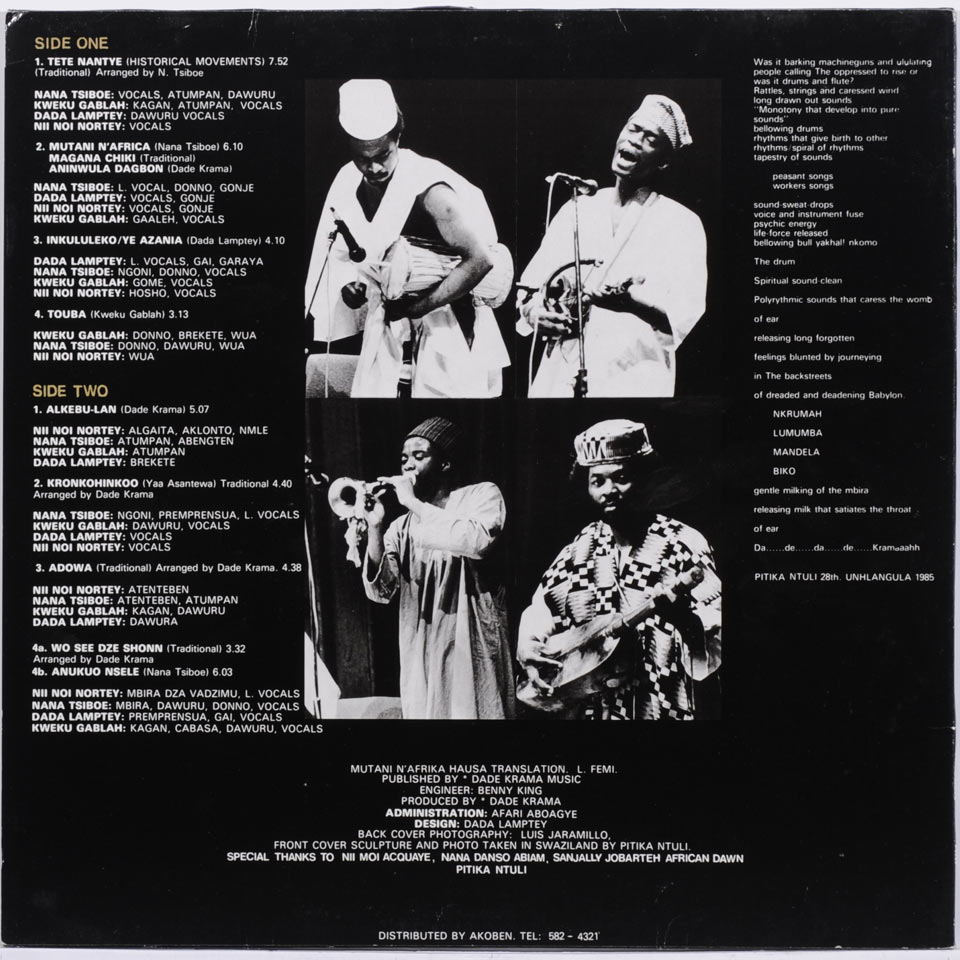 SIDE ONE
1. TETE NANTYE (HISTORICAL MOVEMENTS) 7.52
(Traditional) Arranged by N. Tsiboe
NANA TSIBOE: VOCALS, ATUMPAN, DAWURU
KWEKU GABLAH: KAGAN, ATUMPAN, VOCALS
DADA LAMPTEY: DAWURU VOCALS
NII NOI NORTEY: VOCALS
2. MUTANI N'AFRICA (Nana Tsiboe) 6.10
MAGANA CHIKI (Traditional)
ANINWULA DAGBON (Dade Krama)
NANA TSIBOE: L. VOCAL, DONNO, GONJE
DADA LAMPTEY: VOCALS, GONJE
NII NOI NORTEY: VOCALS, GONJE
KWEKU GABLAH: GAALEH, VOCALS
3. INKULULEKO/YE AZANIA (Dada Lamptey) 4.10
DADA LAMPTEY: L. VOCALS, GAI, GARAYA
NANA TSIBOE: NGONI, DONNO, VOCALS
KWEKU GABLAH: GOME, VOCALS
NII NOI NORTEY: HOSHO, VOCALS
4. TOUBA (Kweku Gablah) 3.13
KWEKU GABLAH: DONNO, BREKETE, WUA
NANA TSIBOE: DONNO, DAWURU, WUA
NII NOI NORTEY: WUA
SIDE TWO
1. ALKEBU-LAN (Dade Krama) 5.07
NII NOI NORTEY: ALGAITA, AKLONTO, NMLE
NANA TSIBOE: ATUMPAN, ABENGTEN
KWEKU GABLAH: ATUMPAN
DADA LAMPTEY: BREKETE
2. KRONKOHINKOO (Yaa Asantewa) Traditional 4.40
Arranged by Dade Krama
NANA TSIBOE: NGONI, PREMPRENSUA, L. VOCALS
KWEKU GABLAH: DAWURU, VOCALS
DADA LAMPTEY: VOCALS
NII NOI NORTEY: VOCALS
3. ADOWA (Traditional) Arranged by Dade Krama. 4.38
NII NOI NORTEY: ATENTEBEN
NANA TSIBOE: ATENTEBEN, ATUMPAN
KWEKU GABLAH: KAGAN, DAWURU
DADA LAMPTEY: DAWURA
4a. WO SEE DZE SHONN (Traditional) 3.32
Arranged by Dade Krama
4b. ANUKUO NSELE (Nana Tsiboe) 6.03
NII NOI NORTEY: MBIRA DZA VADZIMU, L. VOCALS
NANA TSIBOE: MBIRA, DAWURU, DONNO, VOCALS
DADA LAMPTEY: PREMPRENSUA, GAI, VOCALS
KWEKU GABLAH: KAGAN, CABASA, DAWURU, VOCALS
Was it barking machineguns and ululating
people calling The oppressed to rise or
was it drums and flute?
Rattles, strings and caressed wind
long drawn out sounds
"Monotony that develop into pure
sounds"
bellowing drums
rhythms that give birth to other
rhythms/spiral of rhythms
tapestry of sounds
peasant songs
workers songs
sound-sweat-drops
voice and instrument fuse
psychic energy
life-force released
bellowing bull yakhal! nkomo
The drum
Spiritual sound-clean
Polyrythmic sounds that caress the womb
of ear
releasing long forgotten
feelings blunted by journeying
in The backstreets
of dreaded and deadening Babylon.
NKRUMAH
LUMUMBA
MANDELA
BIKO
gentle milking of the mbira
releasing milk that satiates the throat
of ear
Da......de......da.....de.....Kramaaahh
PITIKA NTULI 28th. UNHLANGULA 1985
MUTANI N'AFRIKA HAUSA TRANSLATION. L. FEMI.
PUBLISHED BY * DADE KRAMA MUSIC
ENGINEER: BENNY KING
PRODUCED BY * DADE KRAMA
ADMINISTRATION: AFARI ABOAGYE
DESIGN: DADA LAMPTEY
BACK COVER PHOTOGRAPHY: LUIS JARAMILLO,
FRONT COVER SCULPTURE AND PHOTO TAKEN IN SWAZILAND BY PITIKA NTULI.
SPECIAL THANKS TO NII MOI ACQUAYE, NANA DANSO ABIAM, SANJALLY JOBARTEH AFRICAN DAWN
PITIKA NTULI
DISTRIBUTED BY AKOBEN. TEL: 582 - 4321